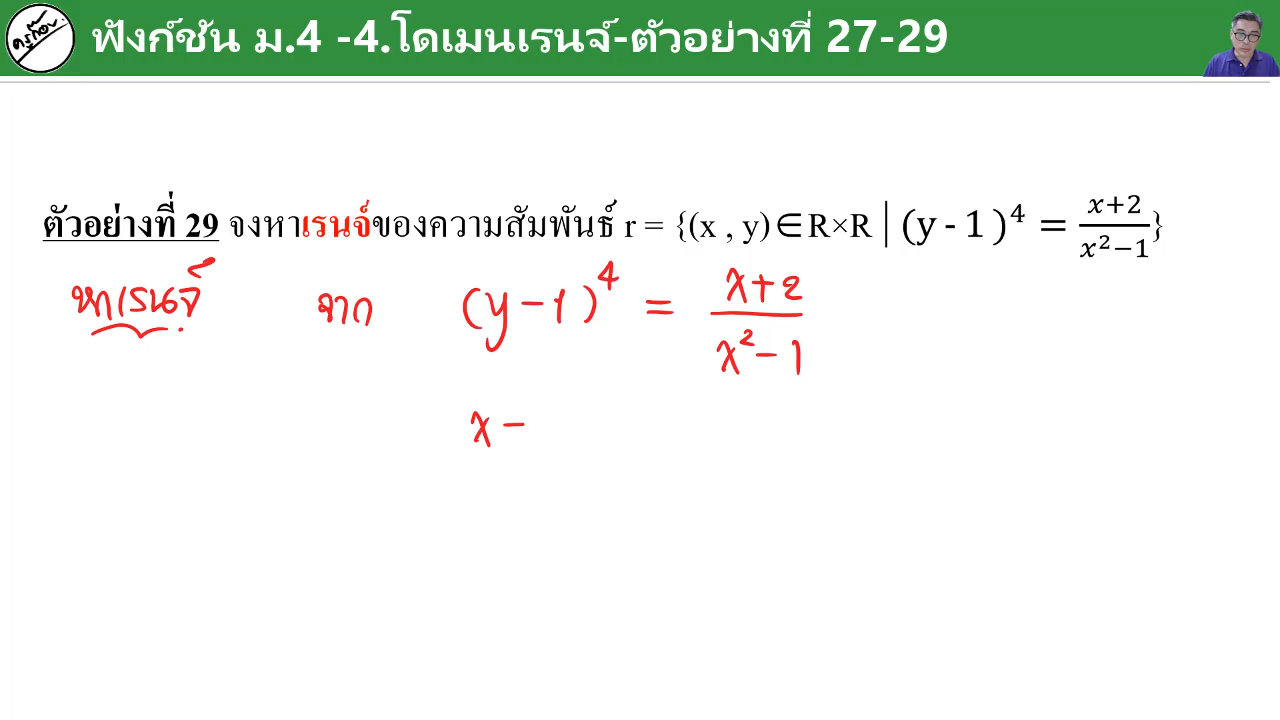 ครูก้อบ
ฟังก์ชัน ม.4 -4.โดเมนเรนจ์-ตัวอย่างที่ 27-29
ตัวอย่างที่ 29 จงหาเรนจ์ของความสัมพันธ์ r = {(x , y)∈R×R | (y - 1 )⁴ = (x+2)/(x²−1)}
หาเรนจ์ จาก (y − 1)⁴ = (x+2)/(x²−1)
x −